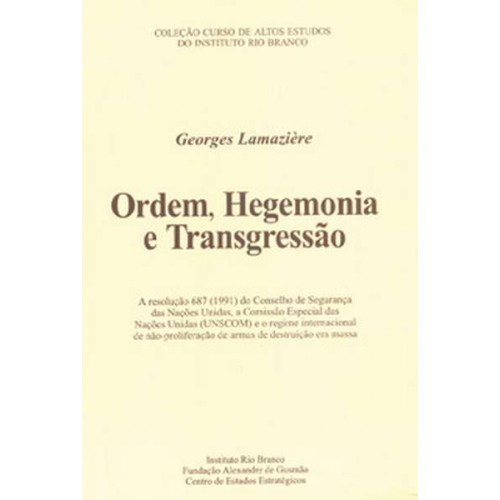 COLEÇÃO CURSO DE ALTOS ESTUDOS
DO INSTITUTO RIO BRANCO
Georges Lamazière
Ordem, Hegemonia
e Transgressão
A resolução 687 (1991) do Conselho de Segurança
das Nações Unidas, a Comissão Especial das
Nações Unidas (UNSCOM) e o regime internacional
de não-proliferação de armas de destruição em massa
Instituto Rio Branco
Fundação Alexandre de Gusmão
Centro de Estudos Estratégicos